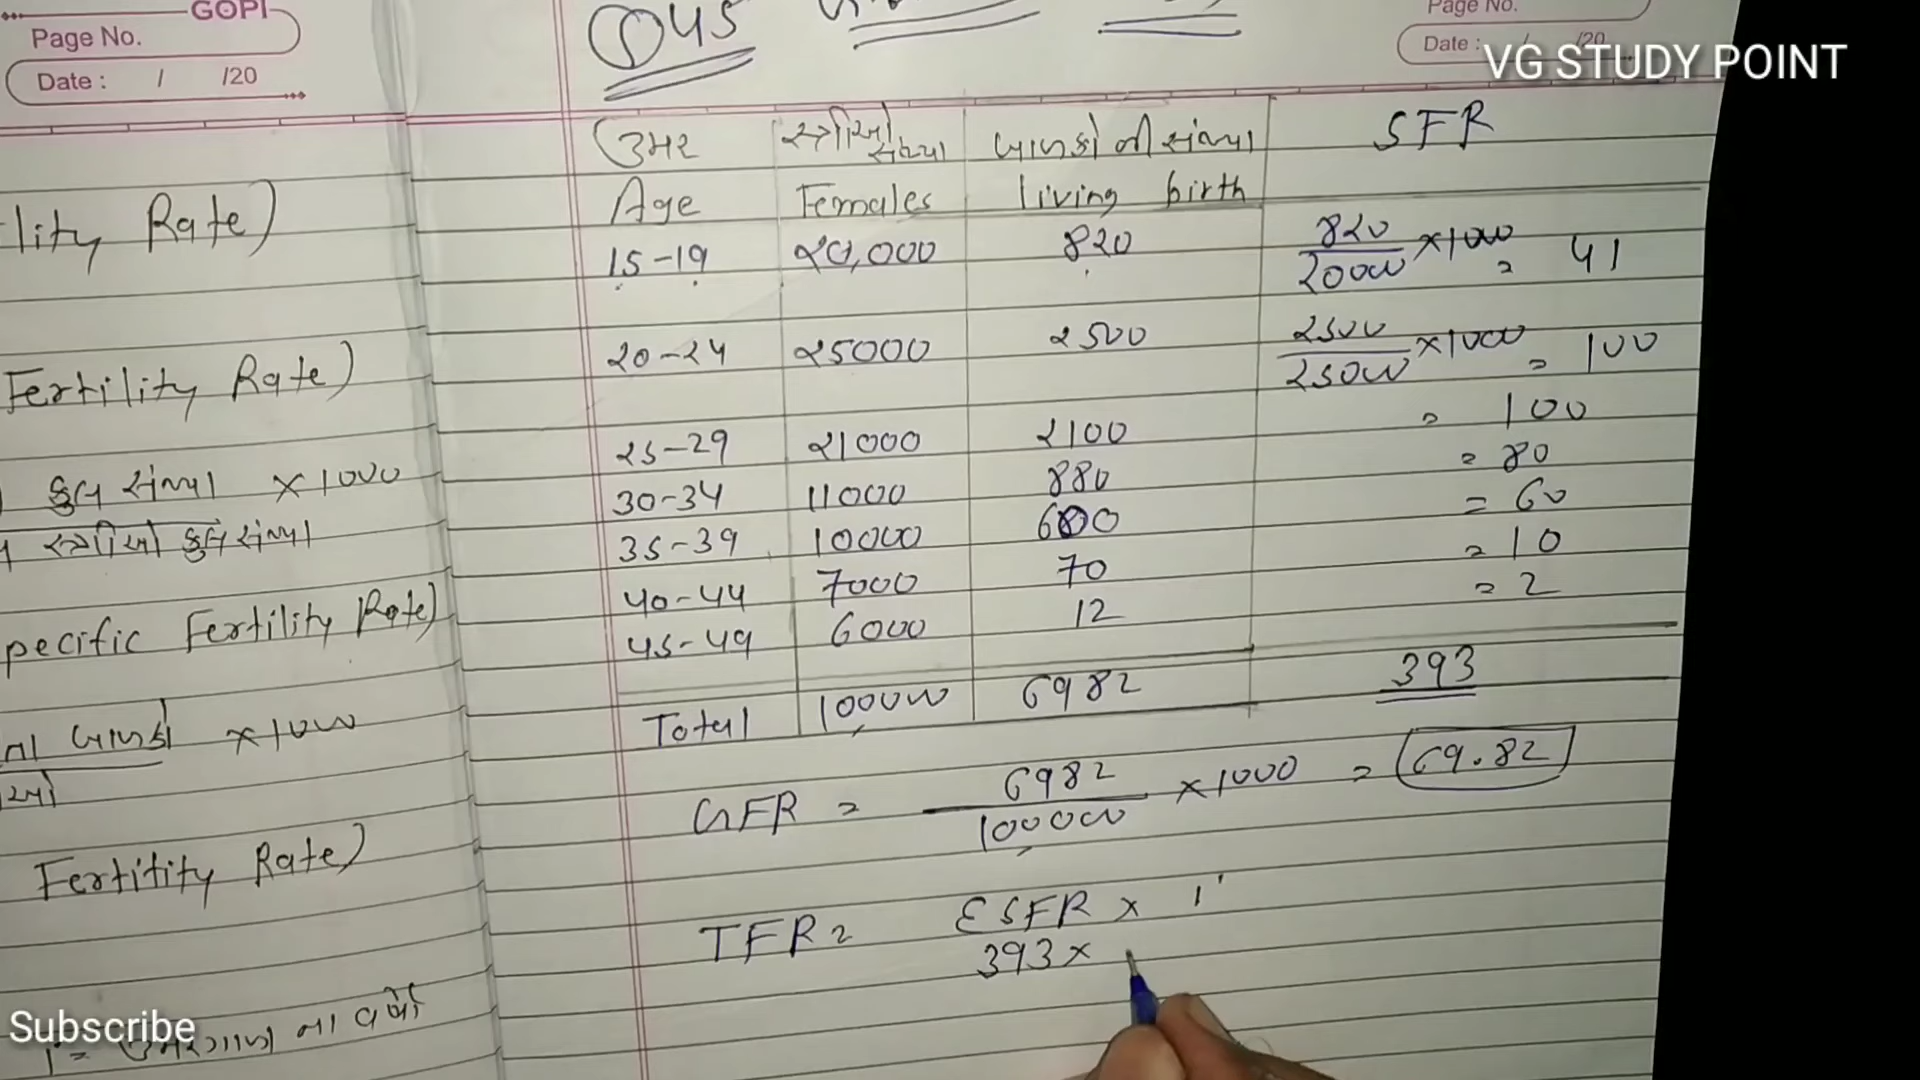 GOPI
Page No.
Date : / /20
Page No.
Date : /20
VG STUDY POINT
lity Rate)
Fertility Rate)
કુલ સંખ્યા × 1000
સ્ત્રીઓ કુલ સંખ્યા
pecific Fertility Rate)
ના બાળકો × 1000
Fertitity Rate)
Subscribe
ઉંમર સ્ત્રીઓ સંખ્યા બાળકોની સંખ્યા SFR
Age Females living birth
15-19 20,000 820 820/20000 ×1000 = 41
20-24 25000 2500 2500/25000 ×1000 = 100
25-29 21000 2100 = 100
30-34 11000 880 = 80
35-39 10000 600 = 60
40-44 7000 70 = 10
45-49 6000 12 = 2
Total 100000 6982 393
GFR = 6982/100000 ×1000 = 69.82
TFR = ΣSFR × i
393 ×